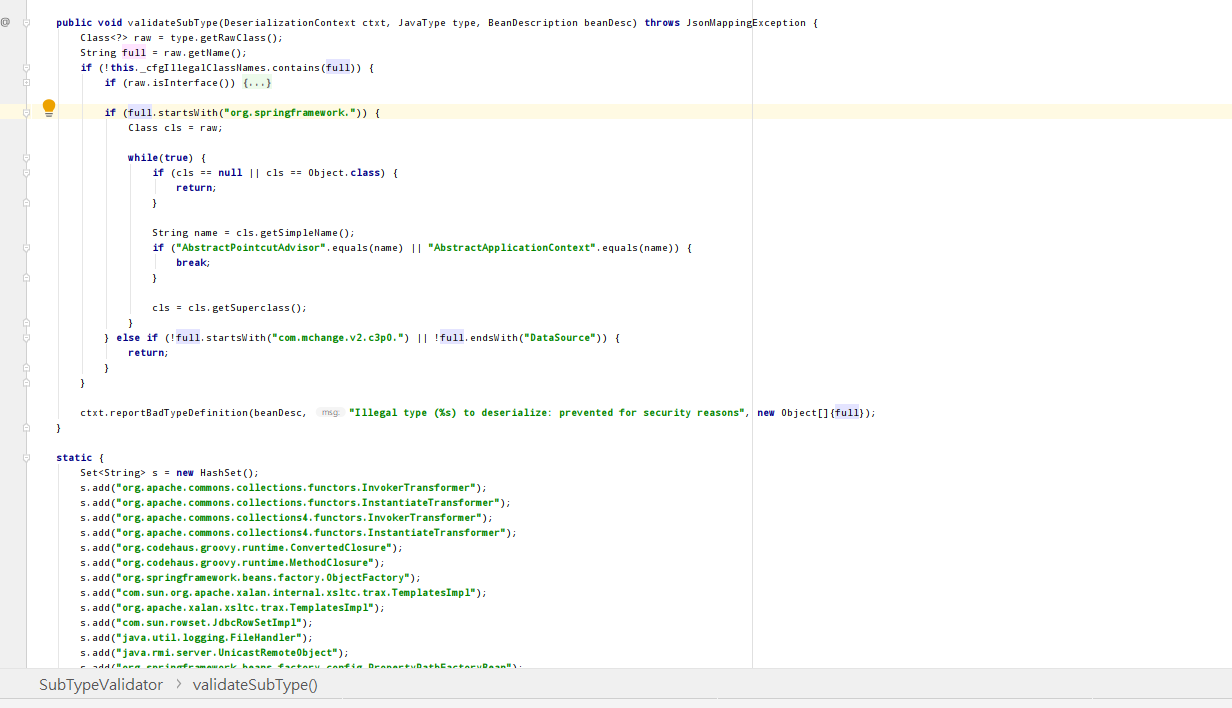 @
public void validateSubType(DeserializationContext ctxt, JavaType type, BeanDescription beanDesc) throws JsonMappingException {
Class<?> raw = type.getRawClass();
String full = raw.getName();
if (!this._cfgIllegalClassNames.contains(full)) {
if (raw.isInterface()) {...}
if (full.startsWith("org.springframework.")) {
Class cls = raw;
while(true) {
if (cls == null || cls == Object.class) {
return;
}
String name = cls.getSimpleName();
if ("AbstractPointcutAdvisor".equals(name) || "AbstractApplicationContext".equals(name)) {
break;
}
cls = cls.getSuperclass();
}
} else if (!full.startsWith("com.mchange.v2.c3p0.") || !full.endsWith("DataSource")) {
return;
}
}
ctxt.reportBadTypeDefinition(beanDesc, msg: "Illegal type (%s) to deserialize: prevented for security reasons", new Object[]{full});
}
static {
Set<String> s = new HashSet();
s.add("org.apache.commons.collections.functors.InvokerTransformer");
s.add("org.apache.commons.collections.functors.InstantiateTransformer");
s.add("org.apache.commons.collections4.functors.InvokerTransformer");
s.add("org.apache.commons.collections4.functors.InstantiateTransformer");
s.add("org.codehaus.groovy.runtime.ConvertedClosure");
s.add("org.codehaus.groovy.runtime.MethodClosure");
s.add("org.springframework.beans.factory.ObjectFactory");
s.add("com.sun.org.apache.xalan.internal.xsltc.trax.TemplatesImpl");
s.add("org.apache.xalan.xsltc.trax.TemplatesImpl");
s.add("com.sun.rowset.JdbcRowSetImpl");
s.add("java.util.logging.FileHandler");
s.add("java.rmi.server.UnicastRemoteObject");
s.add("org.springframework.beans.factory.config.PropertyPathFactoryBean");
SubTypeValidator > validateSubType()